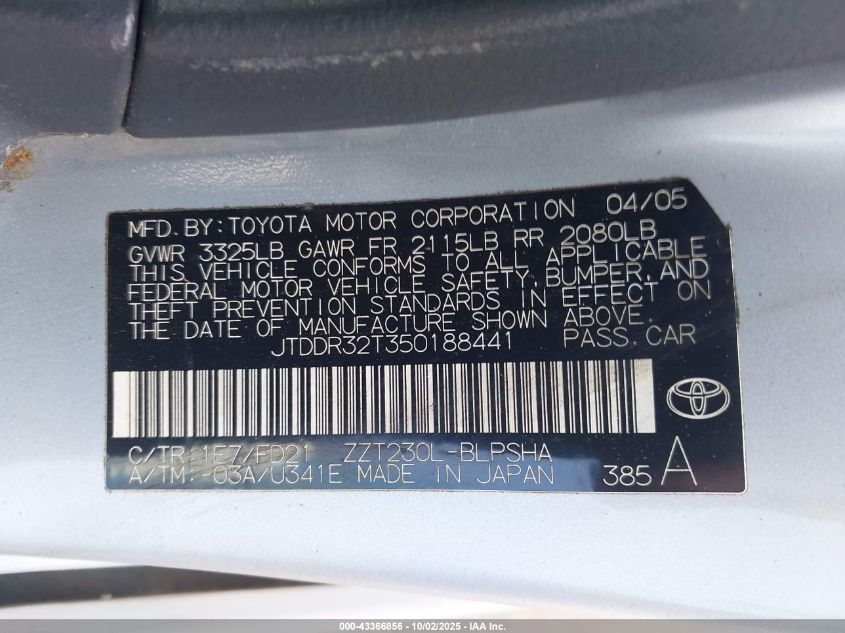 MFD.BY:TOYOTA MOTOR CORPORATION 04/05
GVWR 3325LB GAWR FR 2115LB RR 2080LB
THIS VEHICLE CONFORMS TO ALL APPLICABLE
FEDERAL MOTOR VEHICLE SAFETY,BUMPER,AND
THEFT PREVENTION STANDARDS IN EFFECT ON
THE DATE OF MANUFACTURE SHOWN ABOVE.
JTDDR32T350188441 PASS.CAR
C/TR:1E7/FD21 ZZT230L-BLPSHA
A/TM:-03A/U341E MADE IN JAPAN 385 A
000-43366856 - 10/02/2025 - IAA Inc.